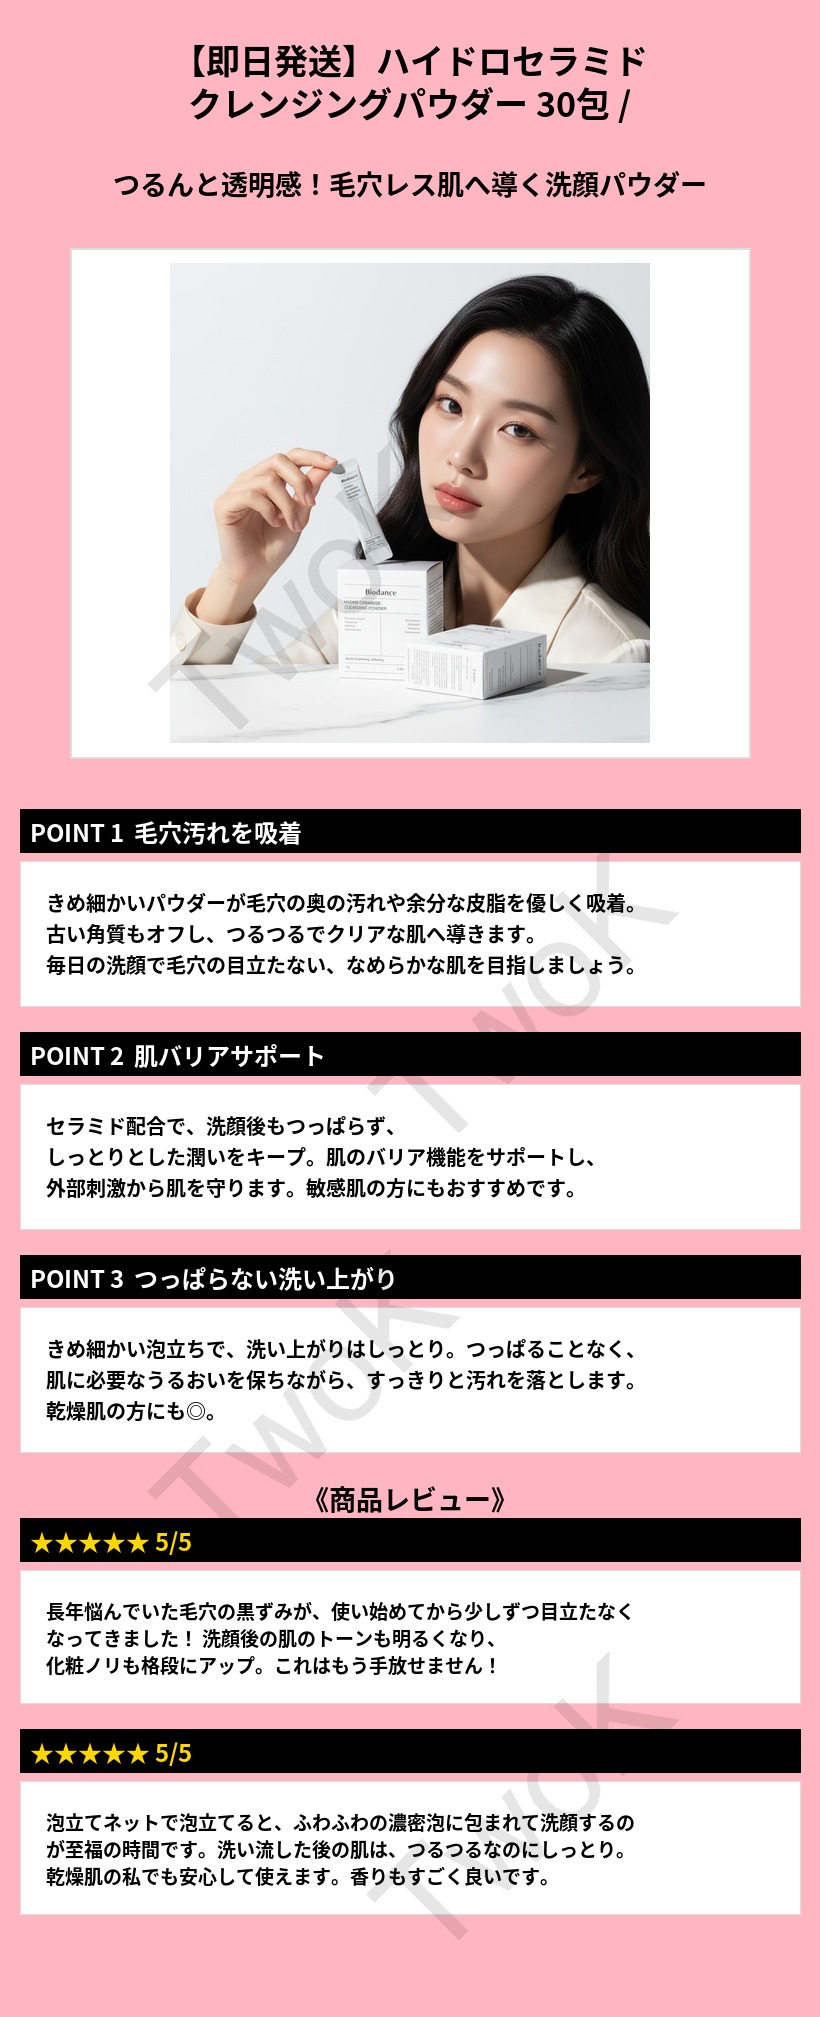 【即日発送】ハイドロセラミド
クレンジングパウダー 30包 /
つるんと透明感！毛穴レス肌へ導く洗顔パウダー
Biodance
Biodance
HYDRO CERAMIDE
CLEANSING POWDER
Biodance
TwoK
POINT 1 毛穴汚れを吸着
きめ細かいパウダーが毛穴の奥の汚れや余分な皮脂を優しく吸着。
古い角質もオフし、つるつるでクリアな肌へ導きます。
毎日の洗顔で毛穴の目立たない、なめらかな肌を目指しましょう。
TwoK
POINT 2 肌バリアサポート
セラミド配合で、洗顔後もつっぱらず、
しっとりとした潤いをキープ。肌のバリア機能をサポートし、
外部刺激から肌を守ります。敏感肌の方にもおすすめです。
POINT 3 つっぱらない洗い上がり
きめ細かい泡立ちで、洗い上がりはしっとり。つっぱることなく、
肌に必要なうるおいを保ちながら、すっきりと汚れを落とします。
乾燥肌の方にも◎。
TwoK
《商品レビュー》
★★★★★ 5/5
長年悩んでいた毛穴の黒ずみが、使い始めてから少しずつ目立たなく
なってきました！ 洗顔後の肌のトーンも明るくなり、
化粧ノリも格段にアップ。これはもう手放せません！
★★★★★ 5/5
泡立てネットで泡立てると、ふわふわの濃密泡に包まれて洗顔するの
が至福の時間です。洗い流した後の肌は、つるつるなのにしっとり。
乾燥肌の私でも安心して使えます。香りもすごく良いです。
TwoK